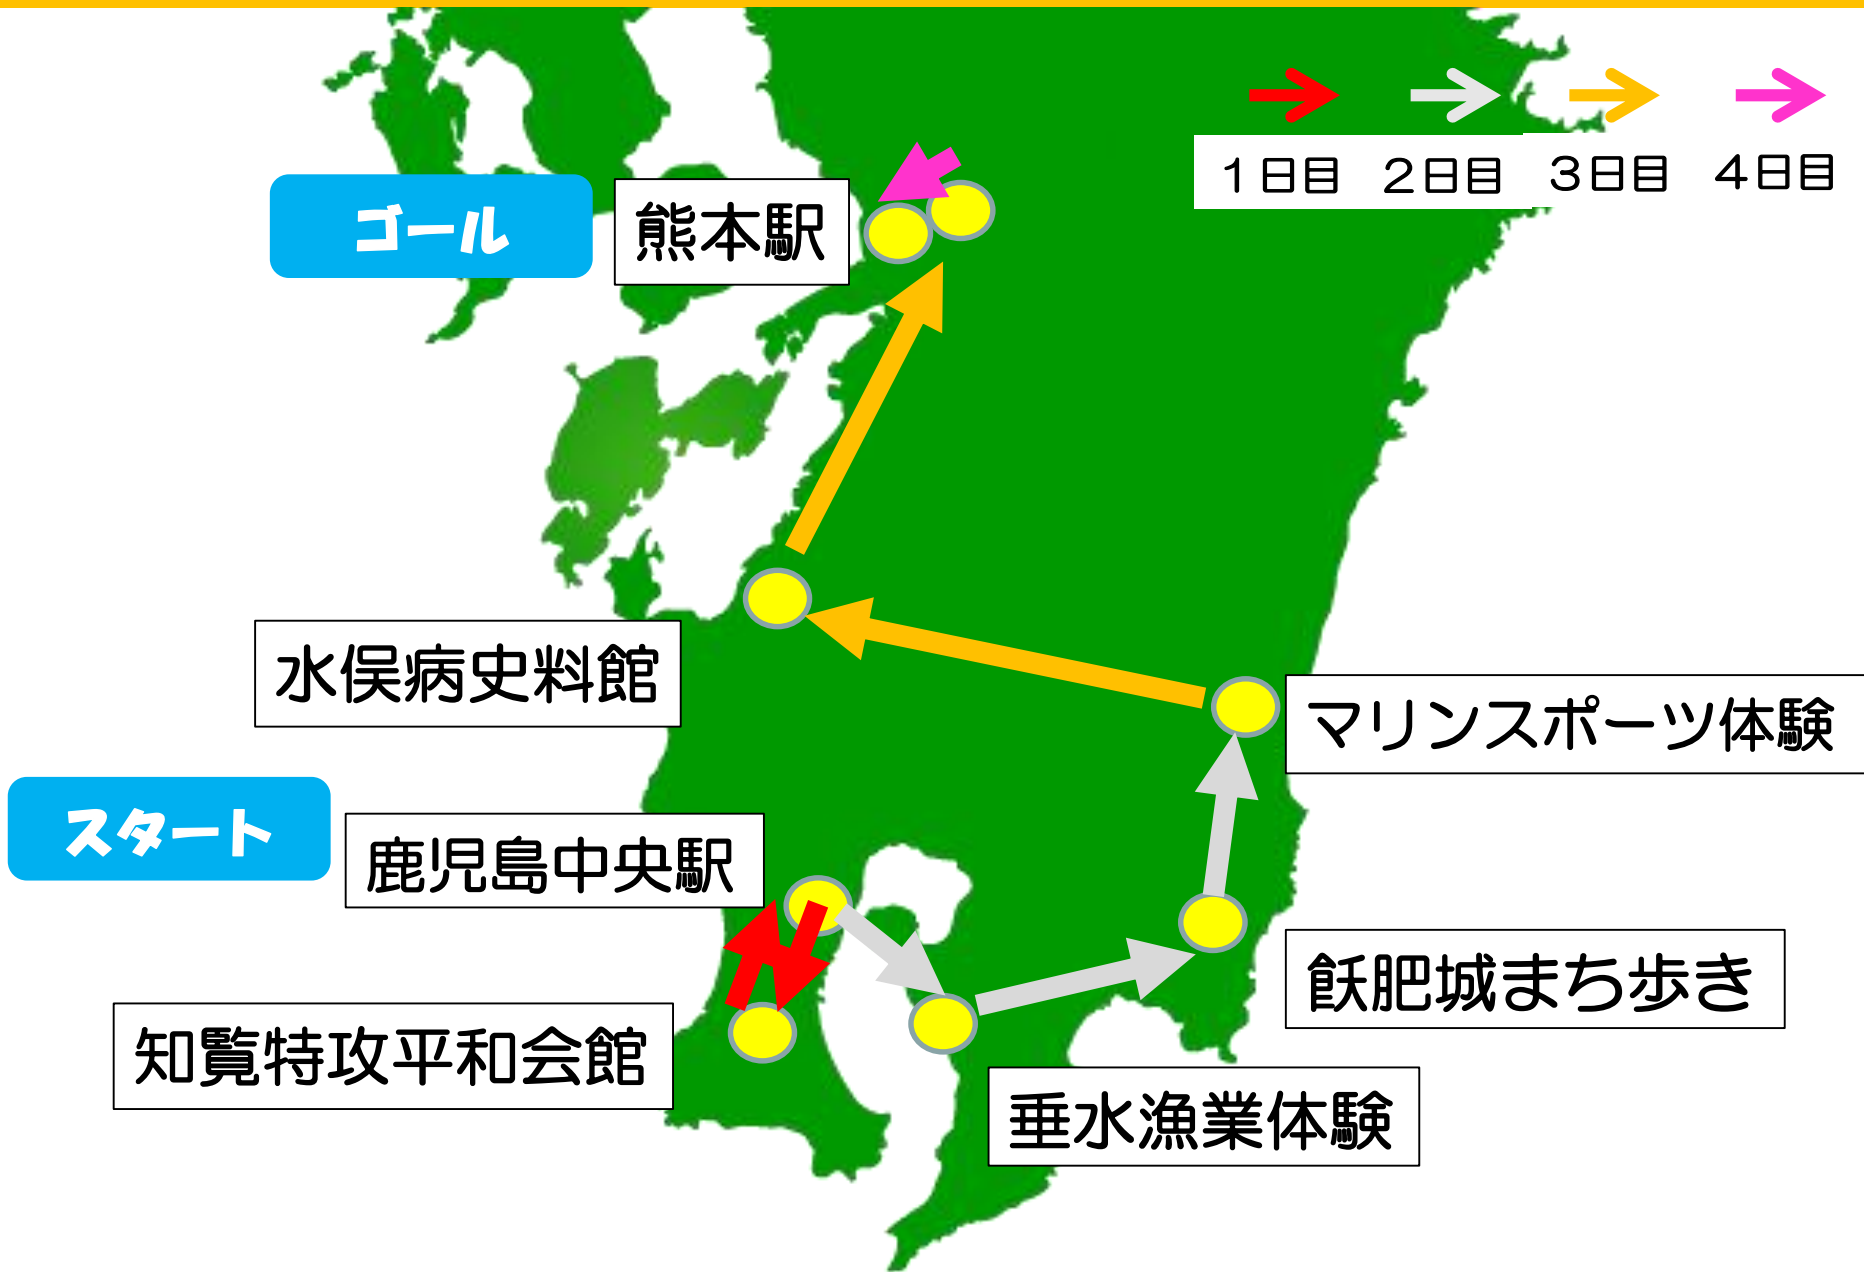 1日目 2日目 3日目 4日目
ゴール
熊本駅
水俣病史料館
マリンスポーツ体験
スタート
鹿児島中央駅
飫肥城まち歩き
知覧特攻平和会館
垂水漁業体験